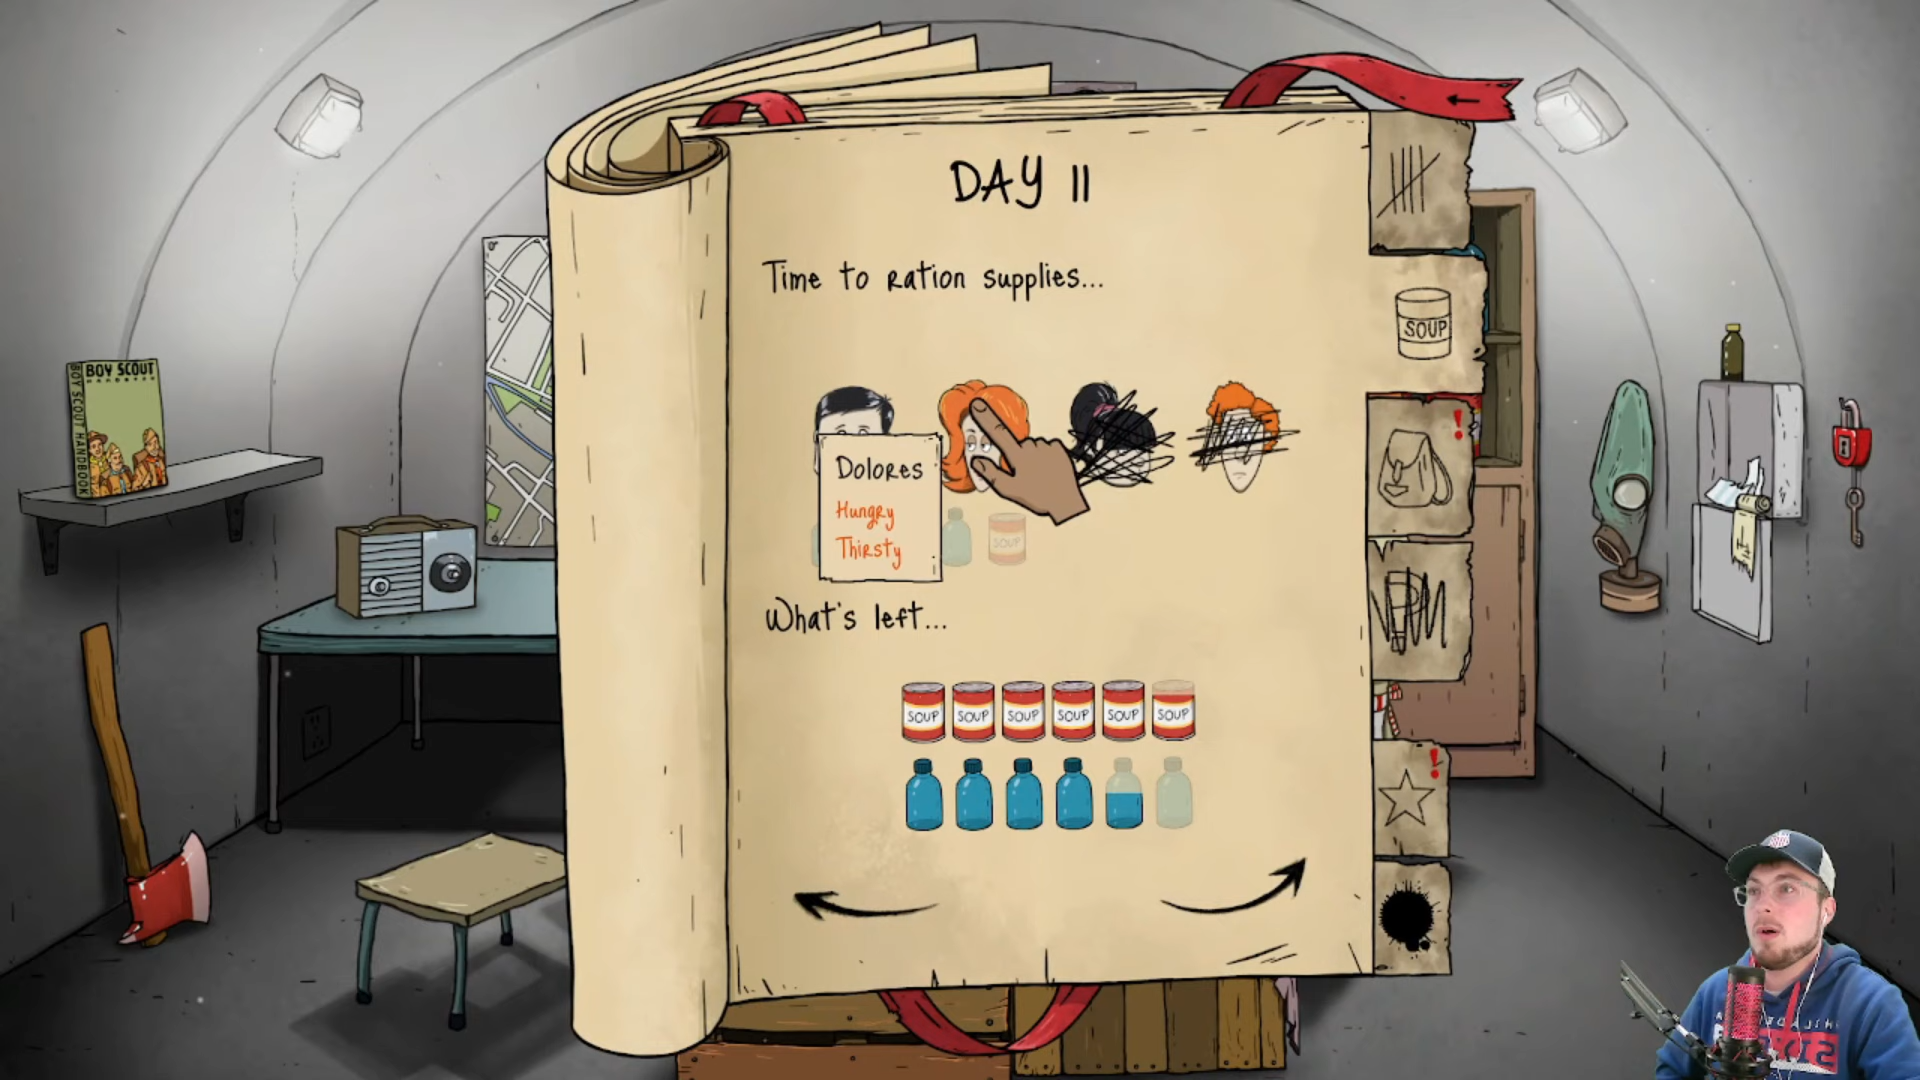 DAY 11
Time to ration supplies...
Dolores
Hungry
Thirsty
SOUP
What's left...
SOUP SOUP SOUP SOUP SOUP SOUP
SOUP
!
!
BOY SCOUT
HANDBOOK
BOY SCOUT HANDBOOK